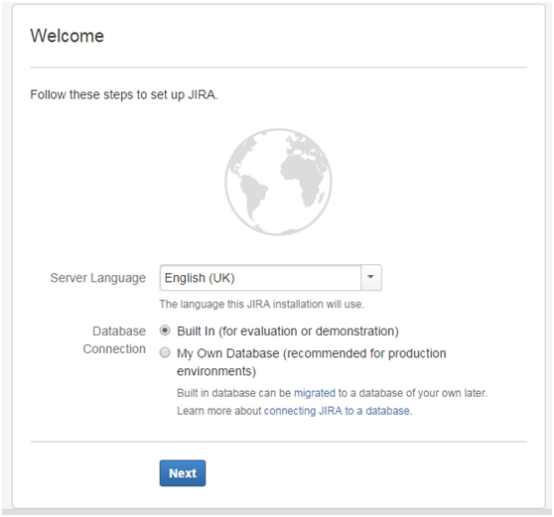 Welcome
Follow these steps to set up JIRA.
Server Language English (UK)
The language this JIRA installation will use.
Database Connection
Built In (for evaluation or demonstration)
My Own Database (recommended for production
environments)
Built in database can be migrated to a database of your own later.
Learn more about connecting JIRA to a database.
Next